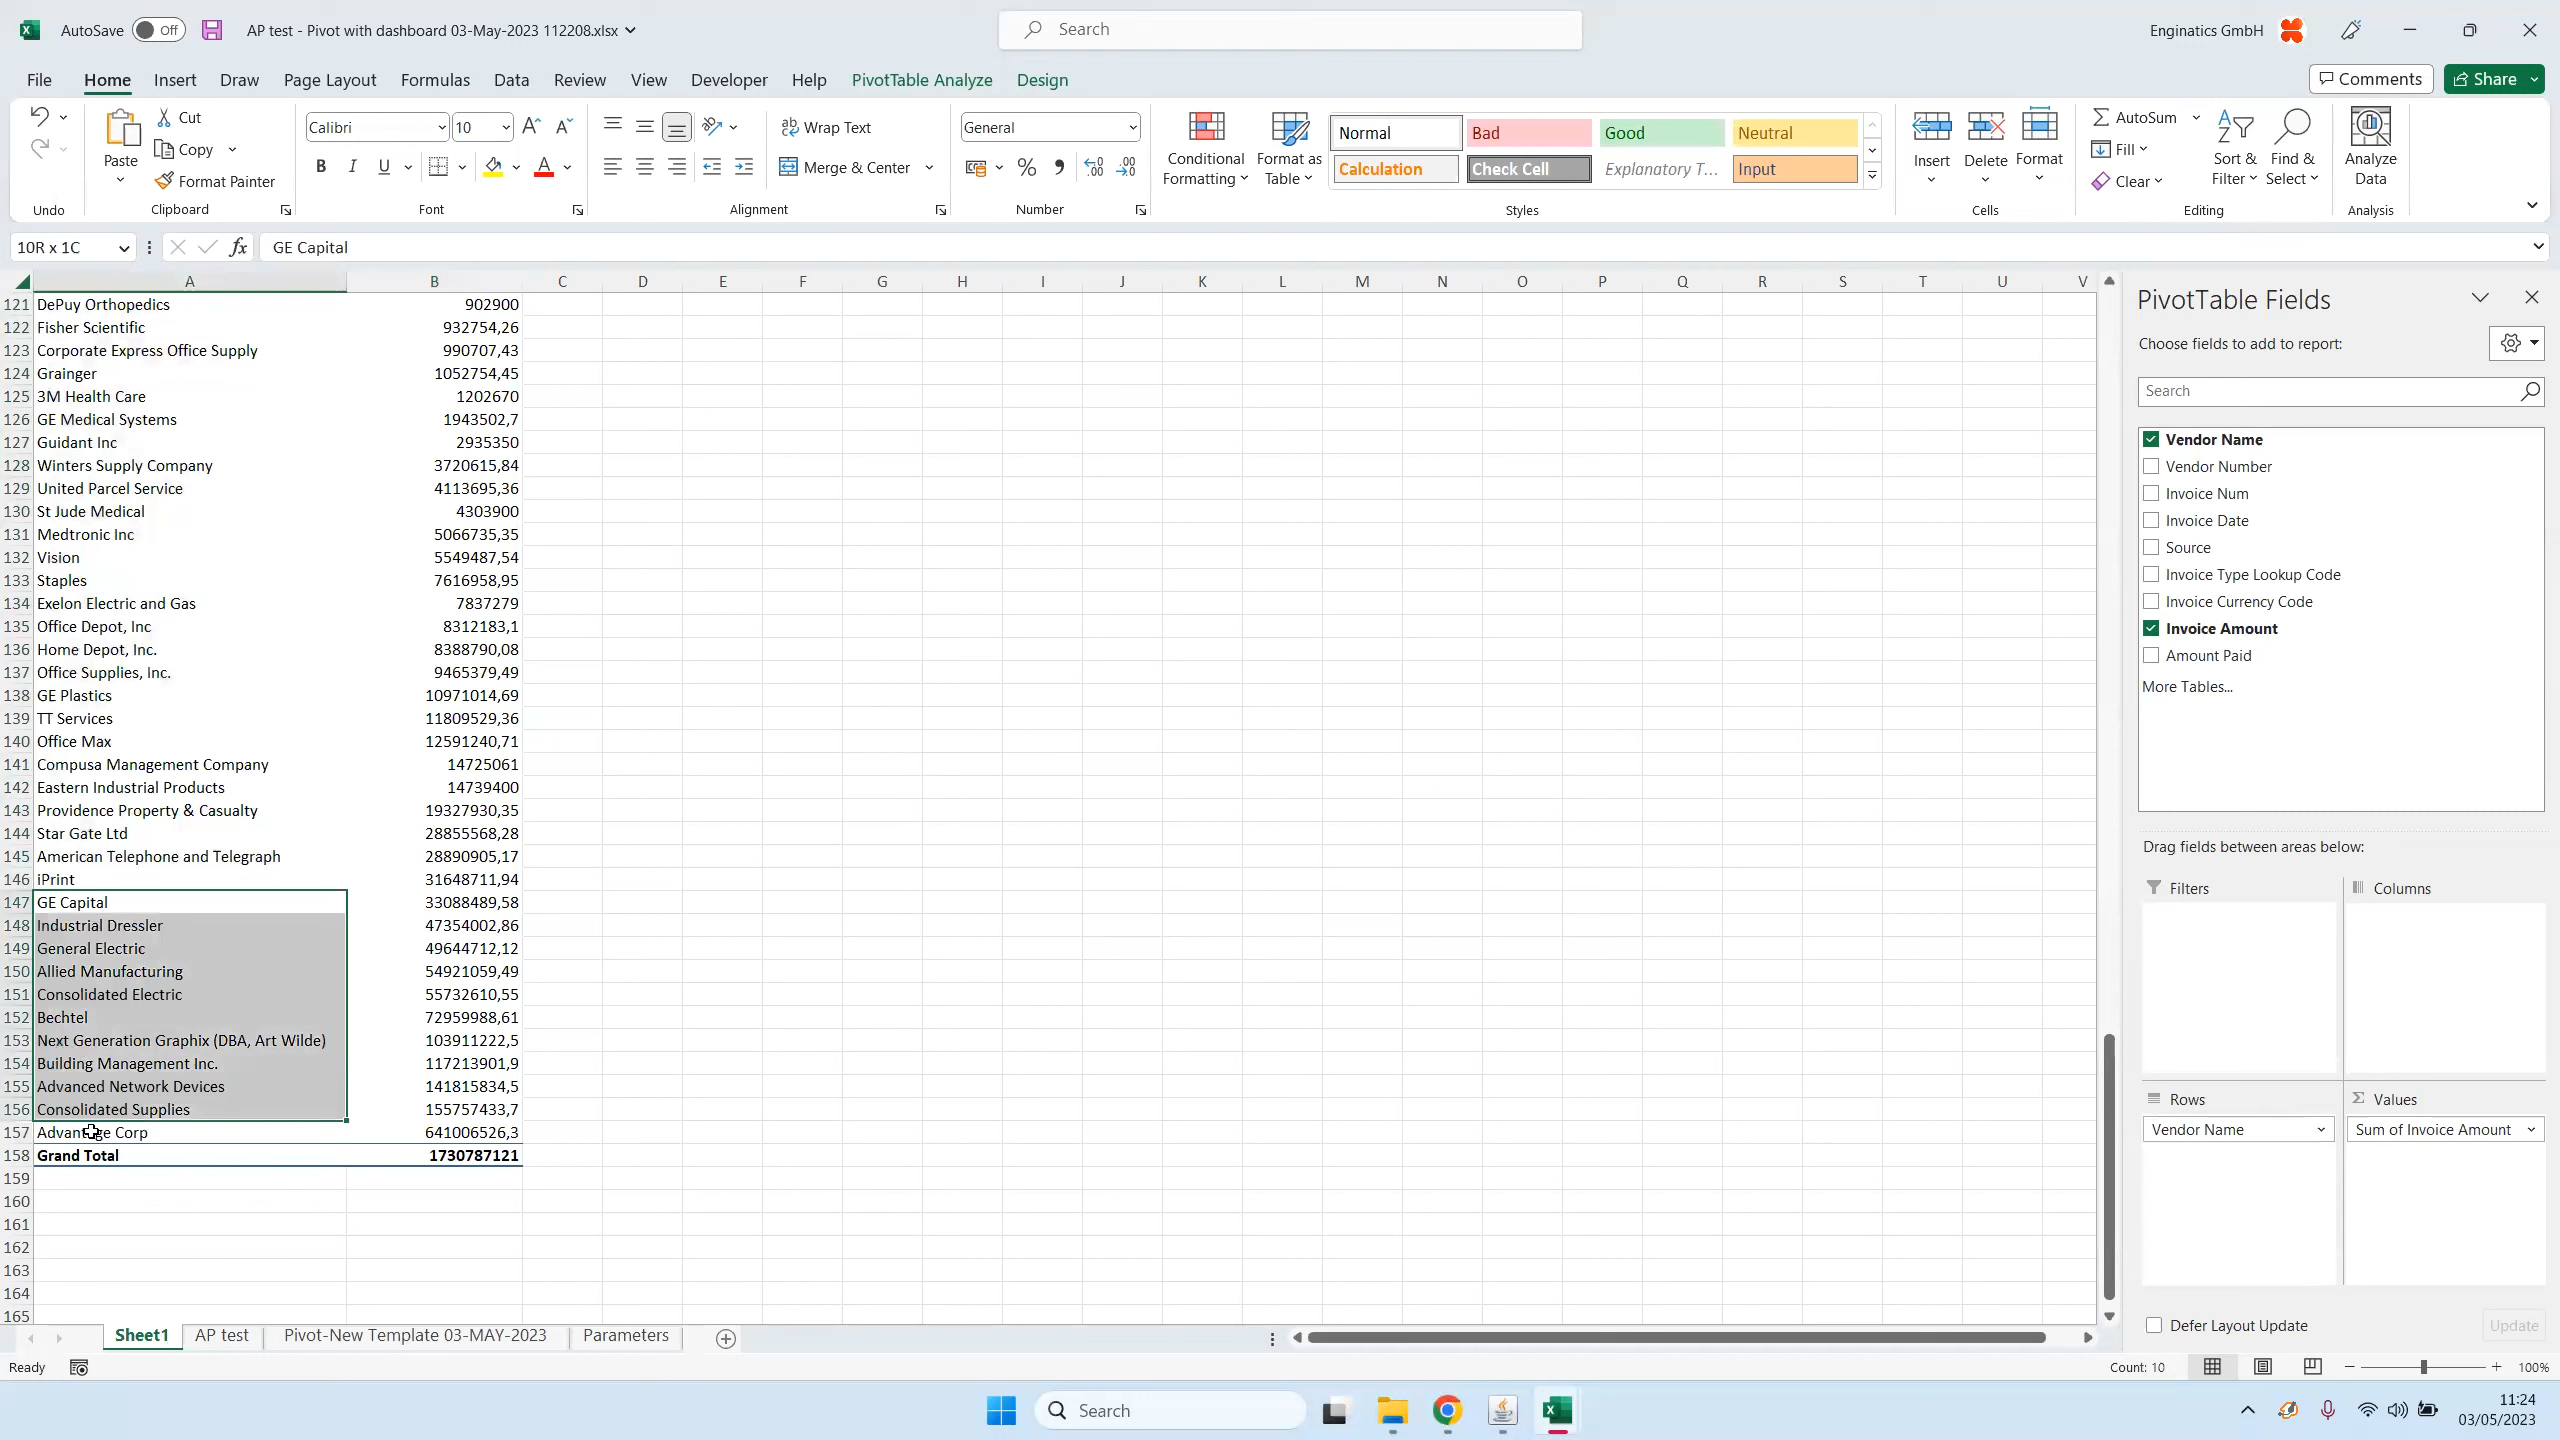 AutoSave Off AP test - Pivot with dashboard 03-May-2023 112208.xlsx Search Enginatics GmbH
File Home Insert Draw Page Layout Formulas Data Review View Developer Help PivotTable Analyze Design Comments Share
Cut
Copy
Format Painter
Paste
Calibri 10
B I U
Wrap Text
Merge & Center
General
Conditional Formatting
Format as Table
Normal Bad Good Neutral
Calculation Check Cell Explanatory T... Input
Insert Delete Format
AutoSum
Fill
Clear
Sort & Filter
Find & Select
Analyze Data
Undo Clipboard Font Alignment Number Styles Cells Editing Analysis
10R x 1C fx GE Capital
A B C D E F G H I J K L M N O P Q R S T U V
121 DePuy Orthopedics 902900
122 Fisher Scientific 932754,26
123 Corporate Express Office Supply 990707,43
124 Grainger 1052754,45
125 3M Health Care 1202670
126 GE Medical Systems 1943502,7
127 Guidant Inc 2935350
128 Winters Supply Company 3720615,84
129 United Parcel Service 4113695,36
130 St Jude Medical 4303900
131 Medtronic Inc 5066735,35
132 Vision 5549487,54
133 Staples 7616958,95
134 Exelon Electric and Gas 7837279
135 Office Depot, Inc 8312183,1
136 Home Depot, Inc. 8388790,08
137 Office Supplies, Inc. 9465379,49
138 GE Plastics 10971014,69
139 TT Services 11809529,36
140 Office Max 12591240,71
141 Compusa Management Company 14725061
142 Eastern Industrial Products 14739400
143 Providence Property & Casualty 19327930,35
144 Star Gate Ltd 28855568,28
145 American Telephone and Telegraph 28890905,17
146 iPrint 31648711,94
147 GE Capital 33088489,58
148 Industrial Dressler 47354002,86
149 General Electric 49644712,12
150 Allied Manufacturing 54921059,49
151 Consolidated Electric 55732610,55
152 Bechtel 72959988,61
153 Next Generation Graphix (DBA, Art Wilde) 103911222,5
154 Building Management Inc. 117213901,9
155 Advanced Network Devices 141815834,5
156 Consolidated Supplies 155757433,7
157 Advantage Corp 641006526,3
158 Grand Total 1730787121
159
160
161
162
163
164
165
PivotTable Fields
Choose fields to add to report:
Search
Vendor Name
Vendor Number
Invoice Num
Invoice Date
Source
Invoice Type Lookup Code
Invoice Currency Code
Invoice Amount
Amount Paid
More Tables...
Drag fields between areas below:
Filters Columns
Rows Values
Vendor Name Sum of Invoice Amount
Defer Layout Update Update
Sheet1 AP test Pivot-New Template 03-MAY-2023 Parameters
Ready Count: 10 100%
Search
11:24
03/05/2023